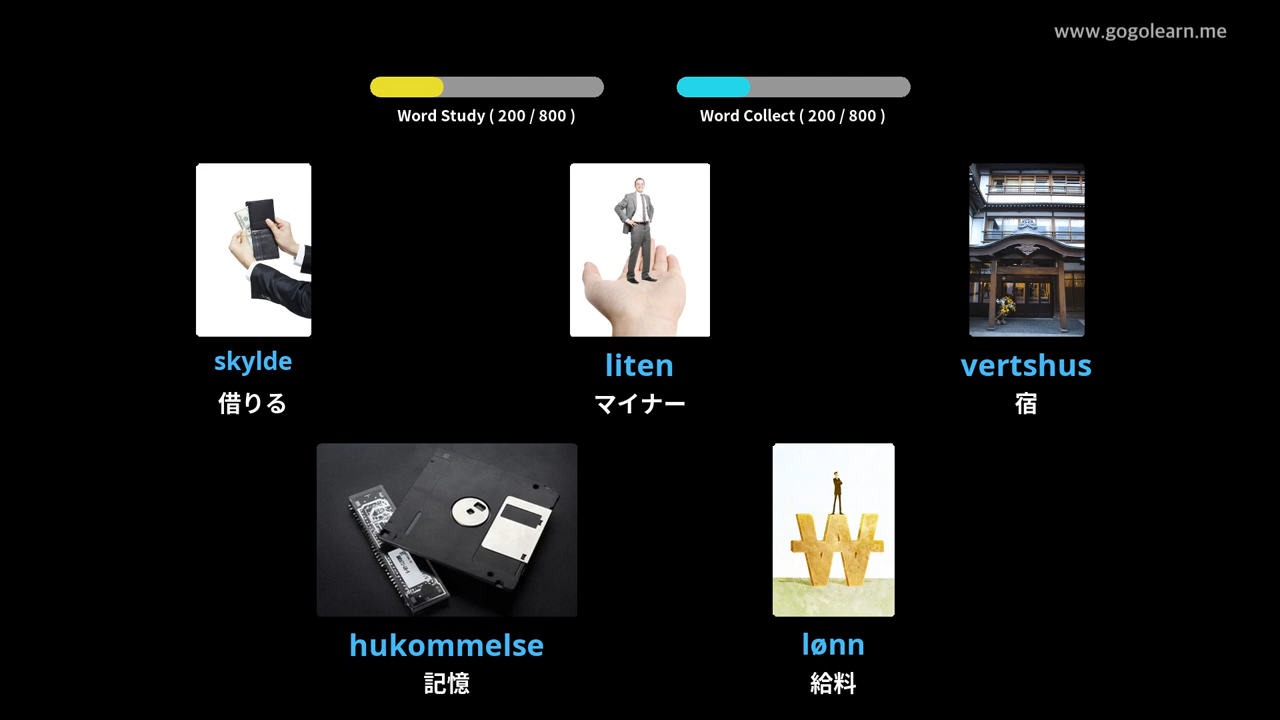 www.gogolearn.me
Word Study ( 200 / 800 )
Word Collect ( 200 / 800 )
skylde
借りる
liten
マイナー
vertshus
宿
hukommelse
記憶
lønn
給料